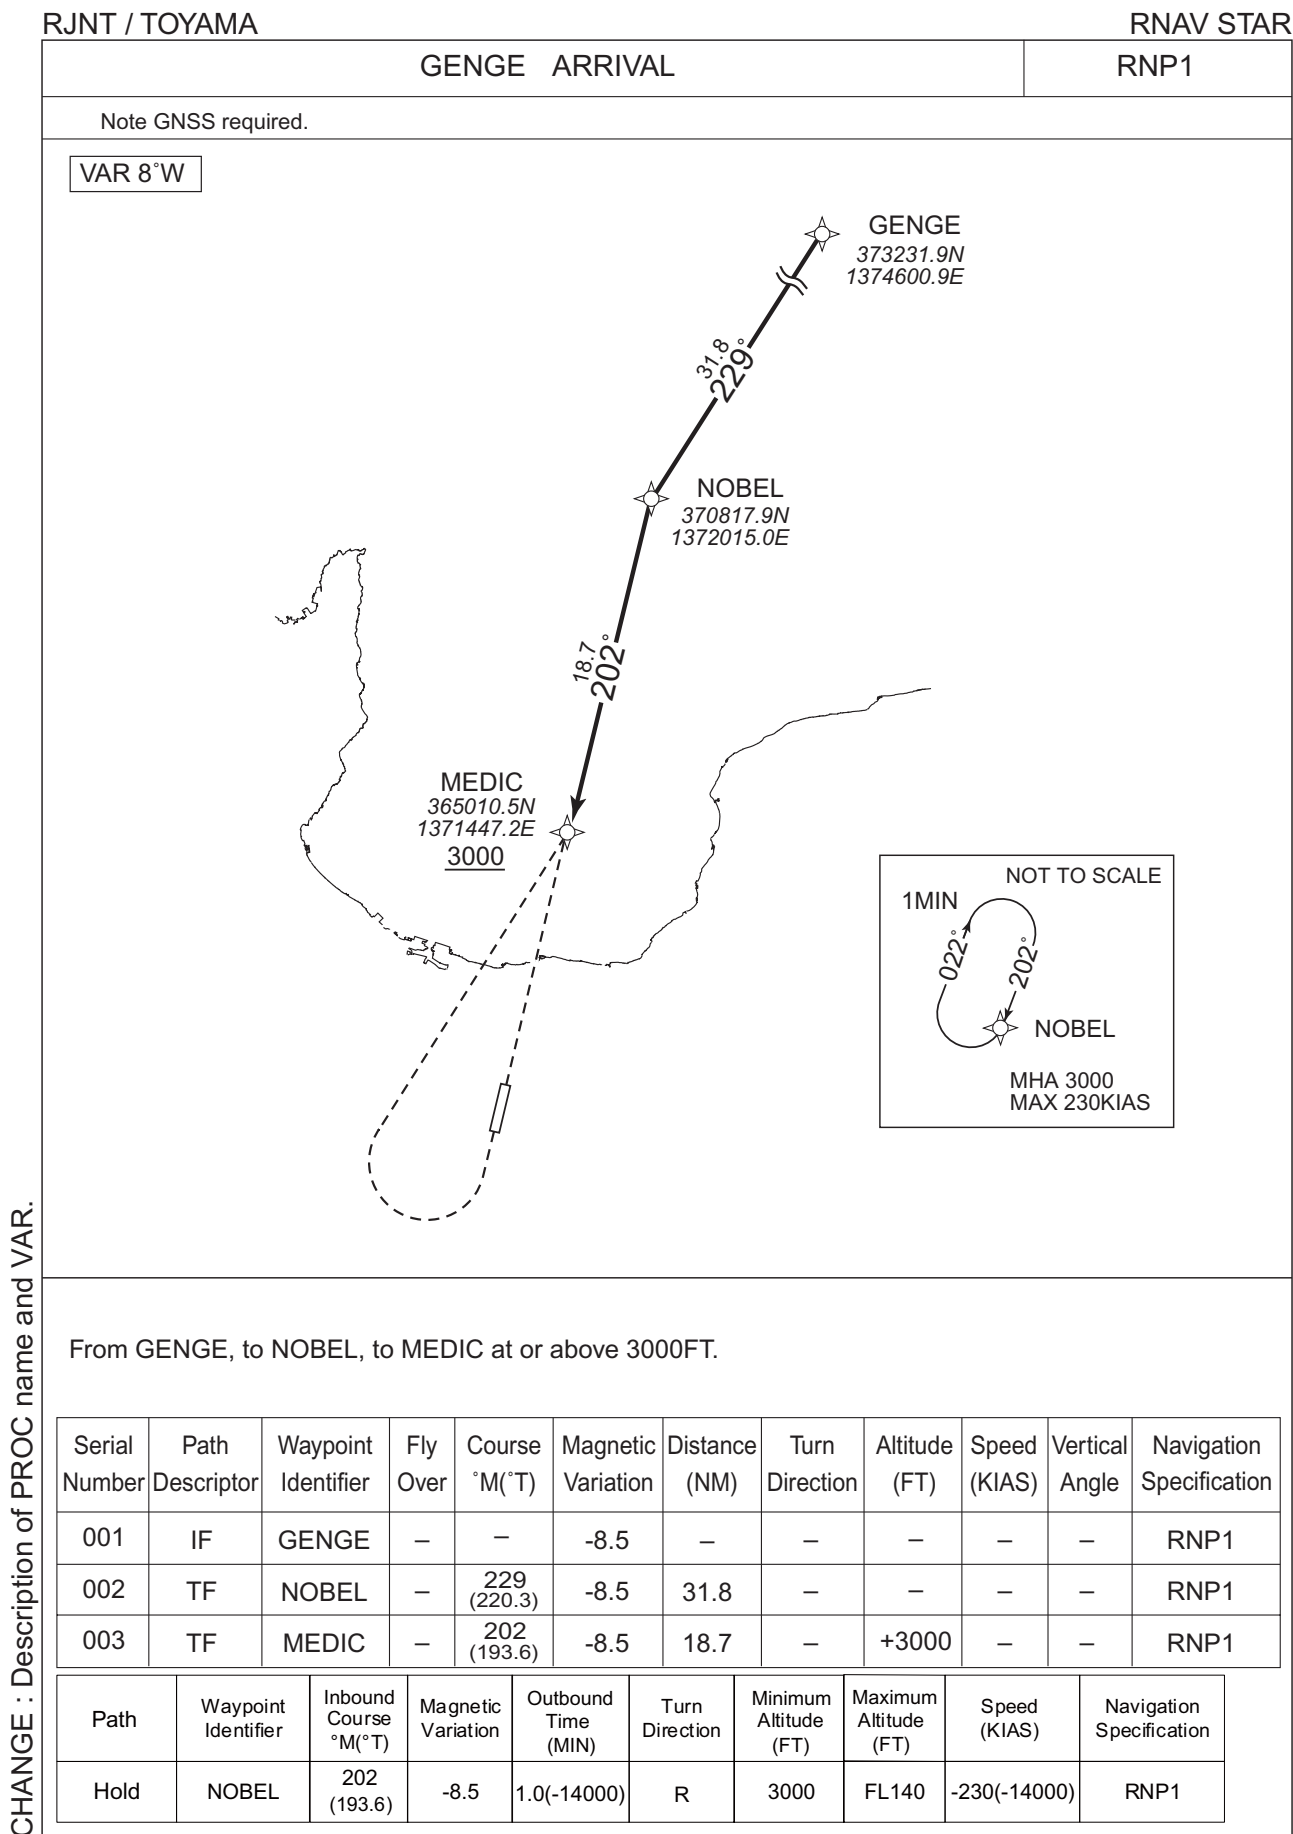 RJNT / TOYAMA
RNAV STAR
GENGE ARRIVAL
RNP1
Note GNSS required.
VAR 8˚W
GENGE
373231.9N
1374600.9E
31.8
229°
NOBEL
370817.9N
1372015.0E
18.7
202°
MEDIC
365010.5N
1371447.2E
3000
NOT TO SCALE
1MIN
022°
202°
NOBEL
MHA 3000
MAX 230KIAS
CHANGE : Description of PROC name and VAR.
From GENGE, to NOBEL, to MEDIC at or above 3000FT.
Serial Number Path Descriptor Waypoint Identifier Fly Over Course ˚M(˚T) Magnetic Variation Distance (NM) Turn Direction Altitude (FT) Speed (KIAS) Vertical Angle Navigation Specification
001 IF GENGE – – -8.5 – – – – – RNP1
002 TF NOBEL – 229 (220.3) -8.5 31.8 – – – – RNP1
003 TF MEDIC – 202 (193.6) -8.5 18.7 – +3000 – – RNP1
Path Waypoint Identifier Inbound Course °M(°T) Magnetic Variation Outbound Time (MIN) Turn Direction Minimum Altitude (FT) Maximum Altitude (FT) Speed (KIAS) Navigation Specification
Hold NOBEL 202 (193.6) -8.5 1.0(-14000) R 3000 FL140 -230(-14000) RNP1